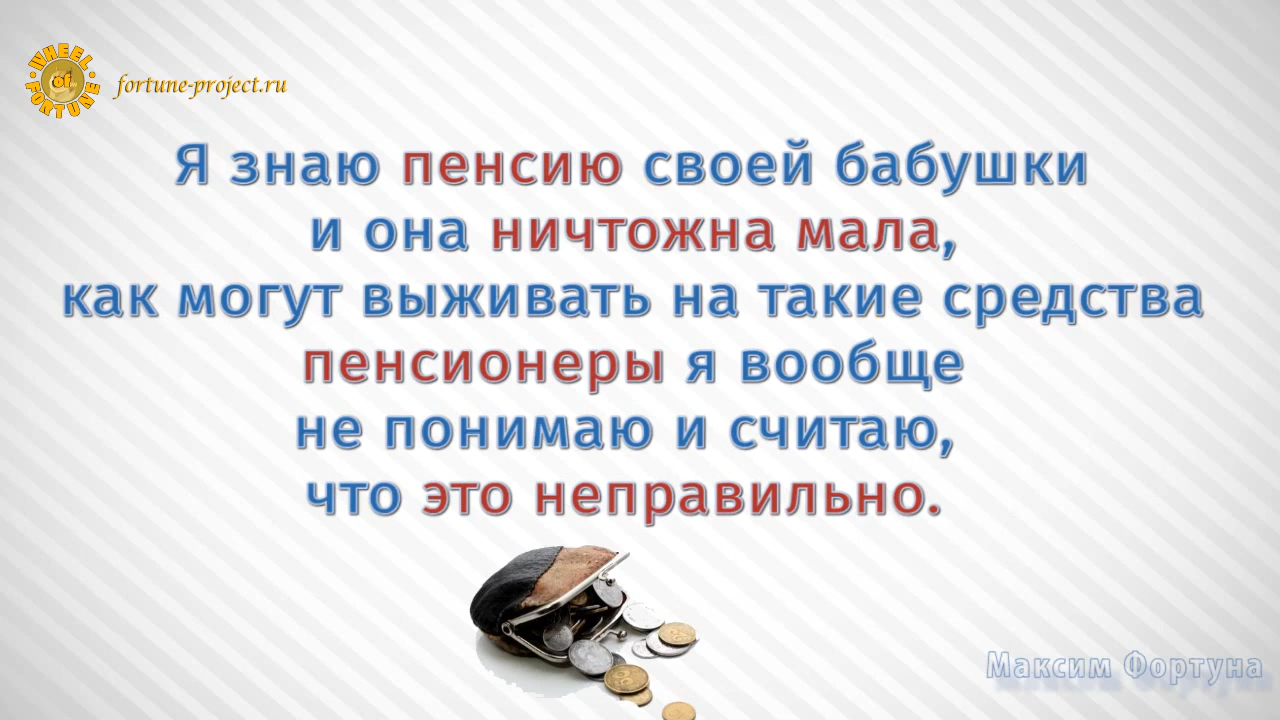 WHEEL of FORTUNE
fortune-project.ru
Я знаю пенсию своей бабушки
и она ничтожна мала,
как могут выживать на такие средства
пенсионеры я вообще
не понимаю и считаю,
что это неправильно.
Максим Фортуна